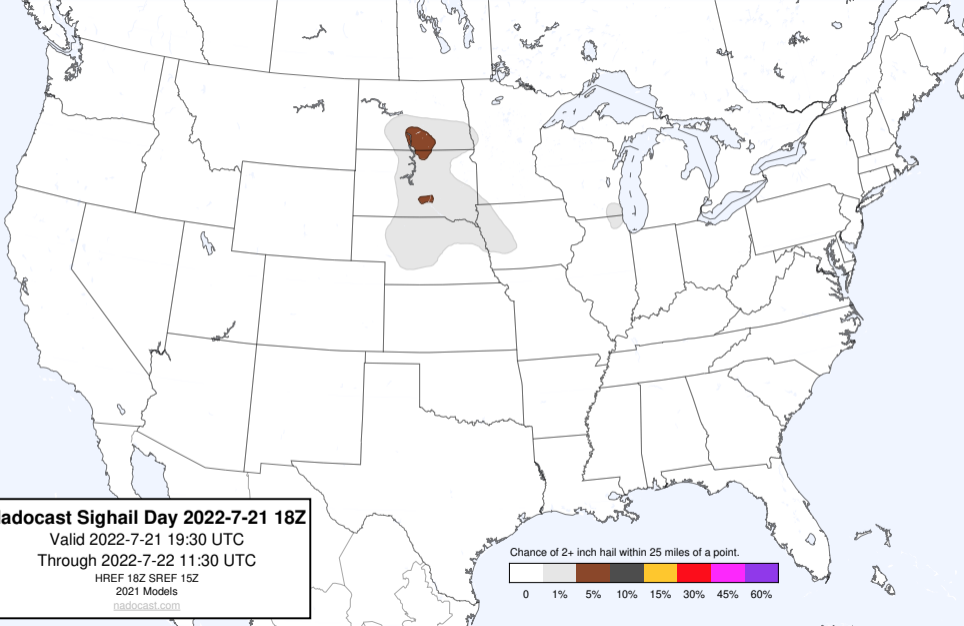 adocast Sighail Day 2022-7-21 18Z
Valid 2022-7-21 19:30 UTC
Through 2022-7-22 11:30 UTC
HREF 18Z SREF 15Z
2021 Models
nadocast.com
Chance of 2+ inch hail within 25 miles of a point.
0 1% 5% 10% 15% 30% 45% 60%